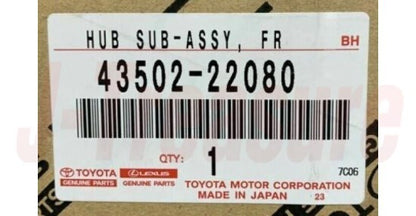 HUB SUB-ASSY, FR BH
43502-22080
QTY: 1 7C06
TOYOTA LEXUS TOYOTA MOTOR CORPORATION
GENUINE PARTS GENUINE PARTS MADE IN JAPAN 23
J-Treasure